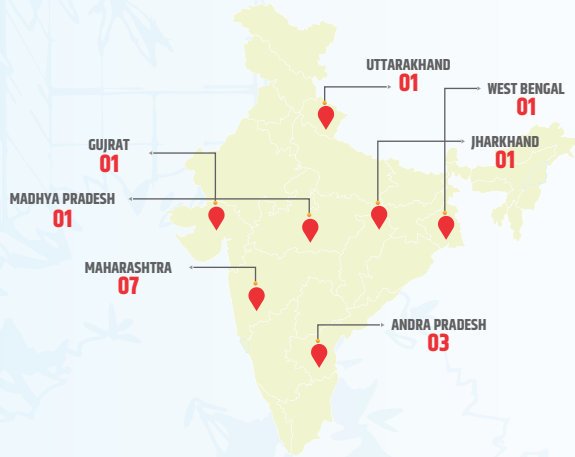 UTTARAKHAND
01
WEST BENGAL
01
GUJRAT
01
JHARKHAND
01
MADHYA PRADESH
01
MAHARASHTRA
07
ANDRA PRADESH
03